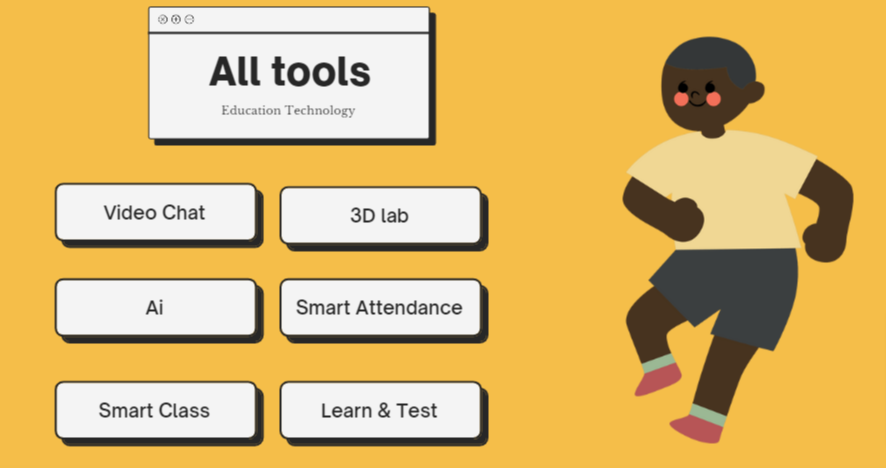 All tools
Education Technology
Video Chat
3D lab
Ai
Smart Attendance
Smart Class
Learn & Test